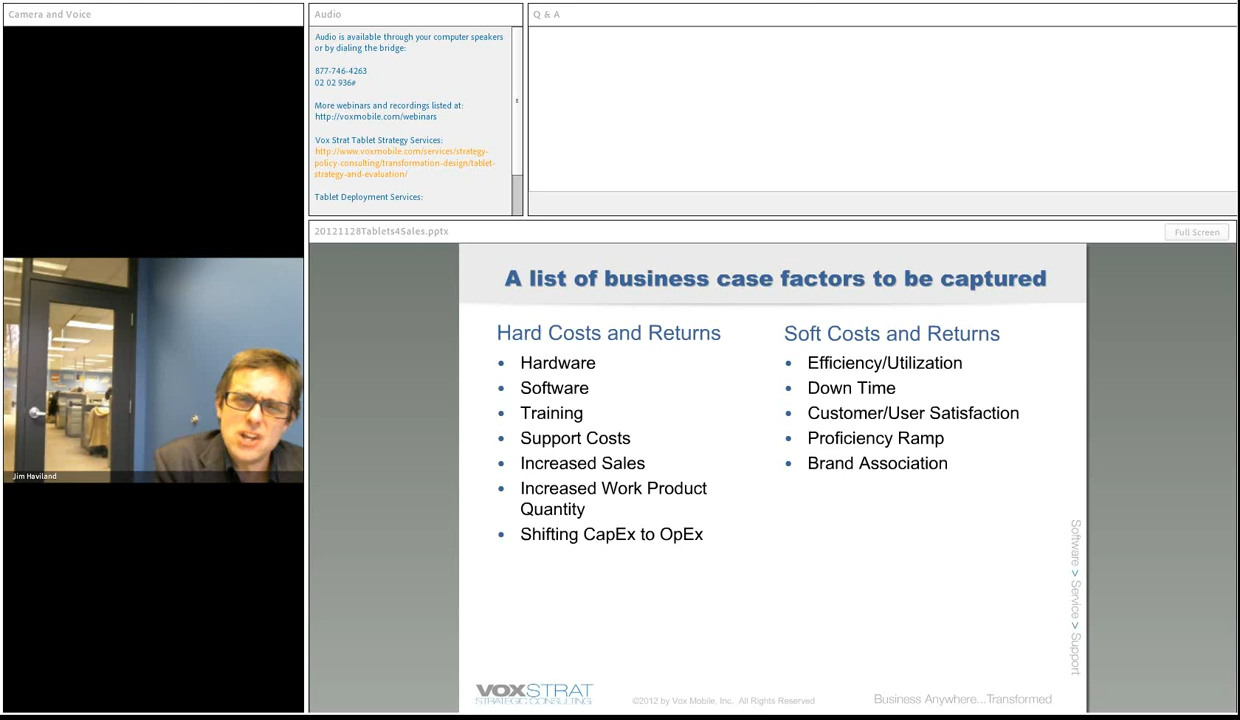 Camera and Voice
Jim Haviland
Audio
Audio is available through your computer speakers
or by dialing the bridge:
877-746-4263
02 02 936#
More webinars and recordings listed at:
http://voxmobile.com/webinars
Vox Strat Tablet Strategy Services:
http://www.voxmobile.com/services/strategy-
policy-consulting/transformation-design/tablet-
strategy-and-evaluation/
Tablet Deployment Services:
Q & A
20121128Tablets4Sales.pptx
Full Screen
A list of business case factors to be captured
Hard Costs and Returns
• Hardware
• Software
• Training
• Support Costs
• Increased Sales
• Increased Work Product
Quantity
• Shifting CapEx to OpEx
Soft Costs and Returns
• Efficiency/Utilization
• Down Time
• Customer/User Satisfaction
• Proficiency Ramp
• Brand Association
Software > Service > Support
VOXSTRAT
STRATEGIC CONSULTING
©2012 by Vox Mobile, Inc. All Rights Reserved
Business Anywhere...Transformed